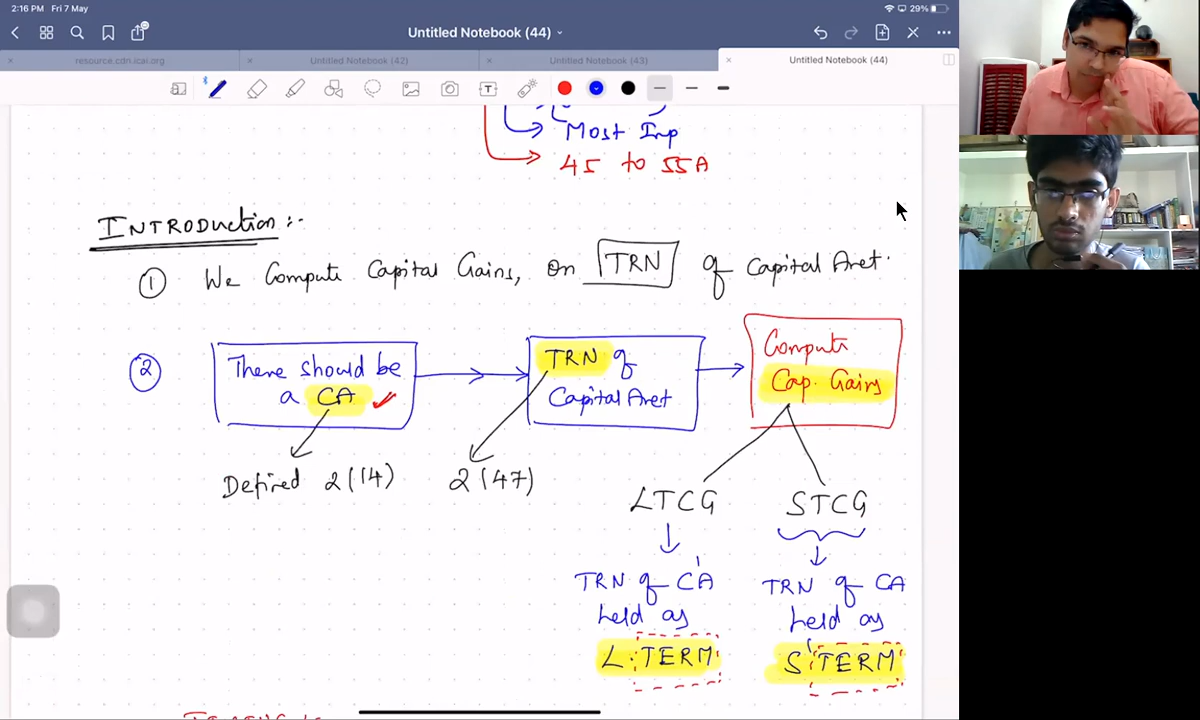 2:16 PM Fri 7 May
29%
Untitled Notebook (44)
resource.cdn.icai.org
Untitled Notebook (42)
Untitled Notebook (43)
Untitled Notebook (44)
Most Imp
45 to 55A
INTRODUCTION :-
① We Compute Capital Gains, on TRN of Capital Asset.
② There should be
a CA
TRN of
Capital Asset
Compute
Cap. Gains
Defined 2(14)
2(47)
LTCG
STCG
TRN of CA
held as
L.TERM
TRN of CA
held as
S.TERM